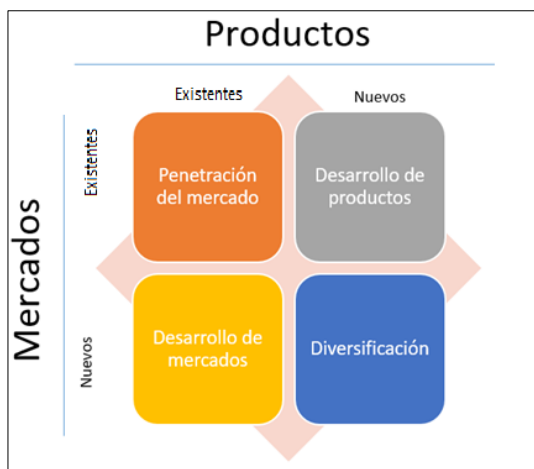 Productos
Existentes
Nuevos
Mercados
Existentes
Penetración
del mercado
Desarrollo de
productos
Nuevos
Desarrollo de
mercados
Diversificación